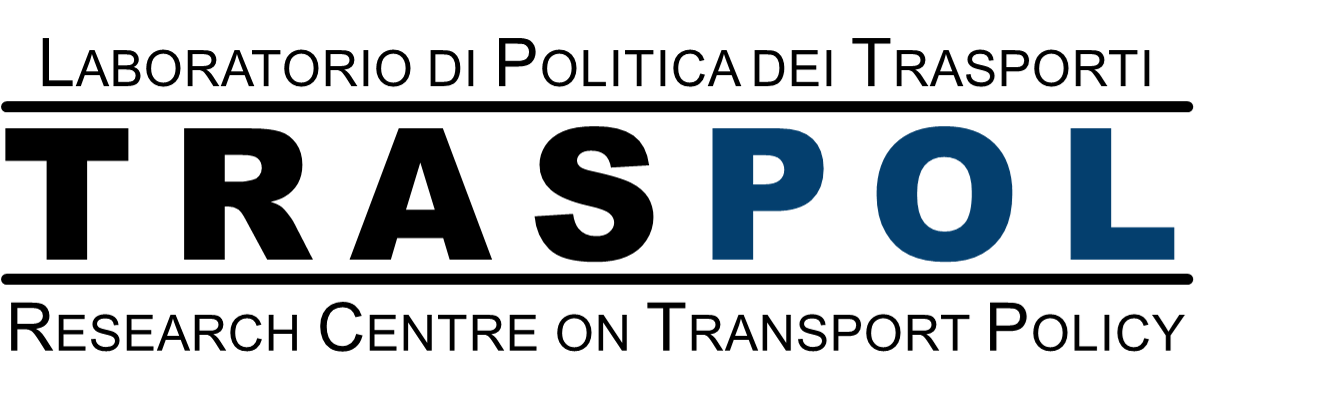 LABORATORIO DI POLITICA DEI TRASPORTI
TRASPOL
RESEARCH CENTRE ON TRANSPORT POLICY